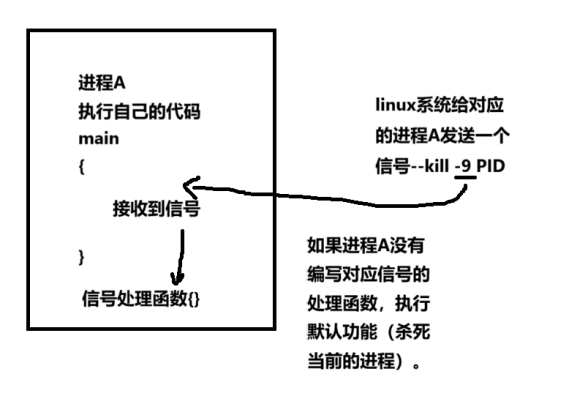 进程A
执行自己的代码
main
{
接收到信号
}
信号处理函数{}
linux系统给对应
的进程A发送一个
信号--kill -9 PID
如果进程A没有
编写对应信号的
处理函数，执行
默认功能（杀死
当前的进程）。